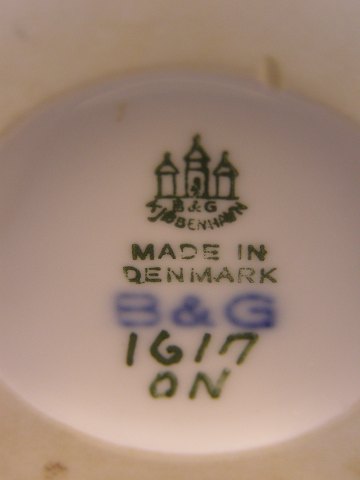 B & G
KJØBENHAVN
MADE IN
DENMARK
B&G
1617
ON